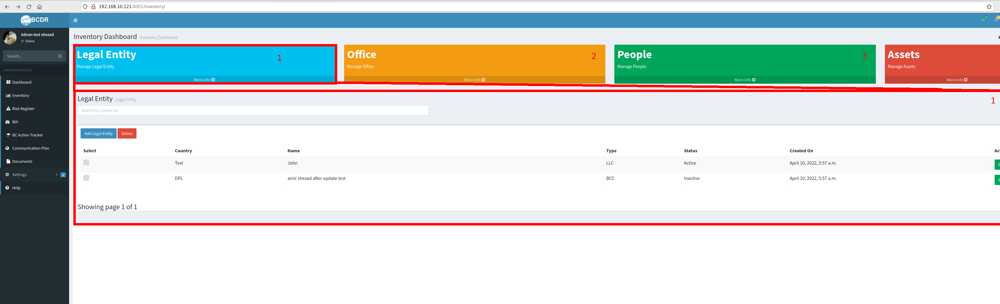 192.168.10.121:8001/inventory/
BCDR
Adnan test shezad
Online
Search...
MAIN NAVIGATION
Dashboard
Inventory
Risk Register
BIA
BC Action Tracker
Communication Plan
Documents
Settings 2
Help
Inventory Dashboard Inventory Dashboard
Legal Entity 1
Manage Legal Entity
More info
Office 2
Manage Office
More info
People 3
Manage People
More info
Assets
Manage Assets
More info
Legal Entity Legal Entity 1
Search by License No
Add Legal Entity Delete
Select Country Name Type Status Created On
Test John LLC Active April 10, 2022, 5:57 a.m.
DPL amir shezad after update test BCC Inactive April 10, 2022, 5:57 a.m.
Showing page 1 of 1